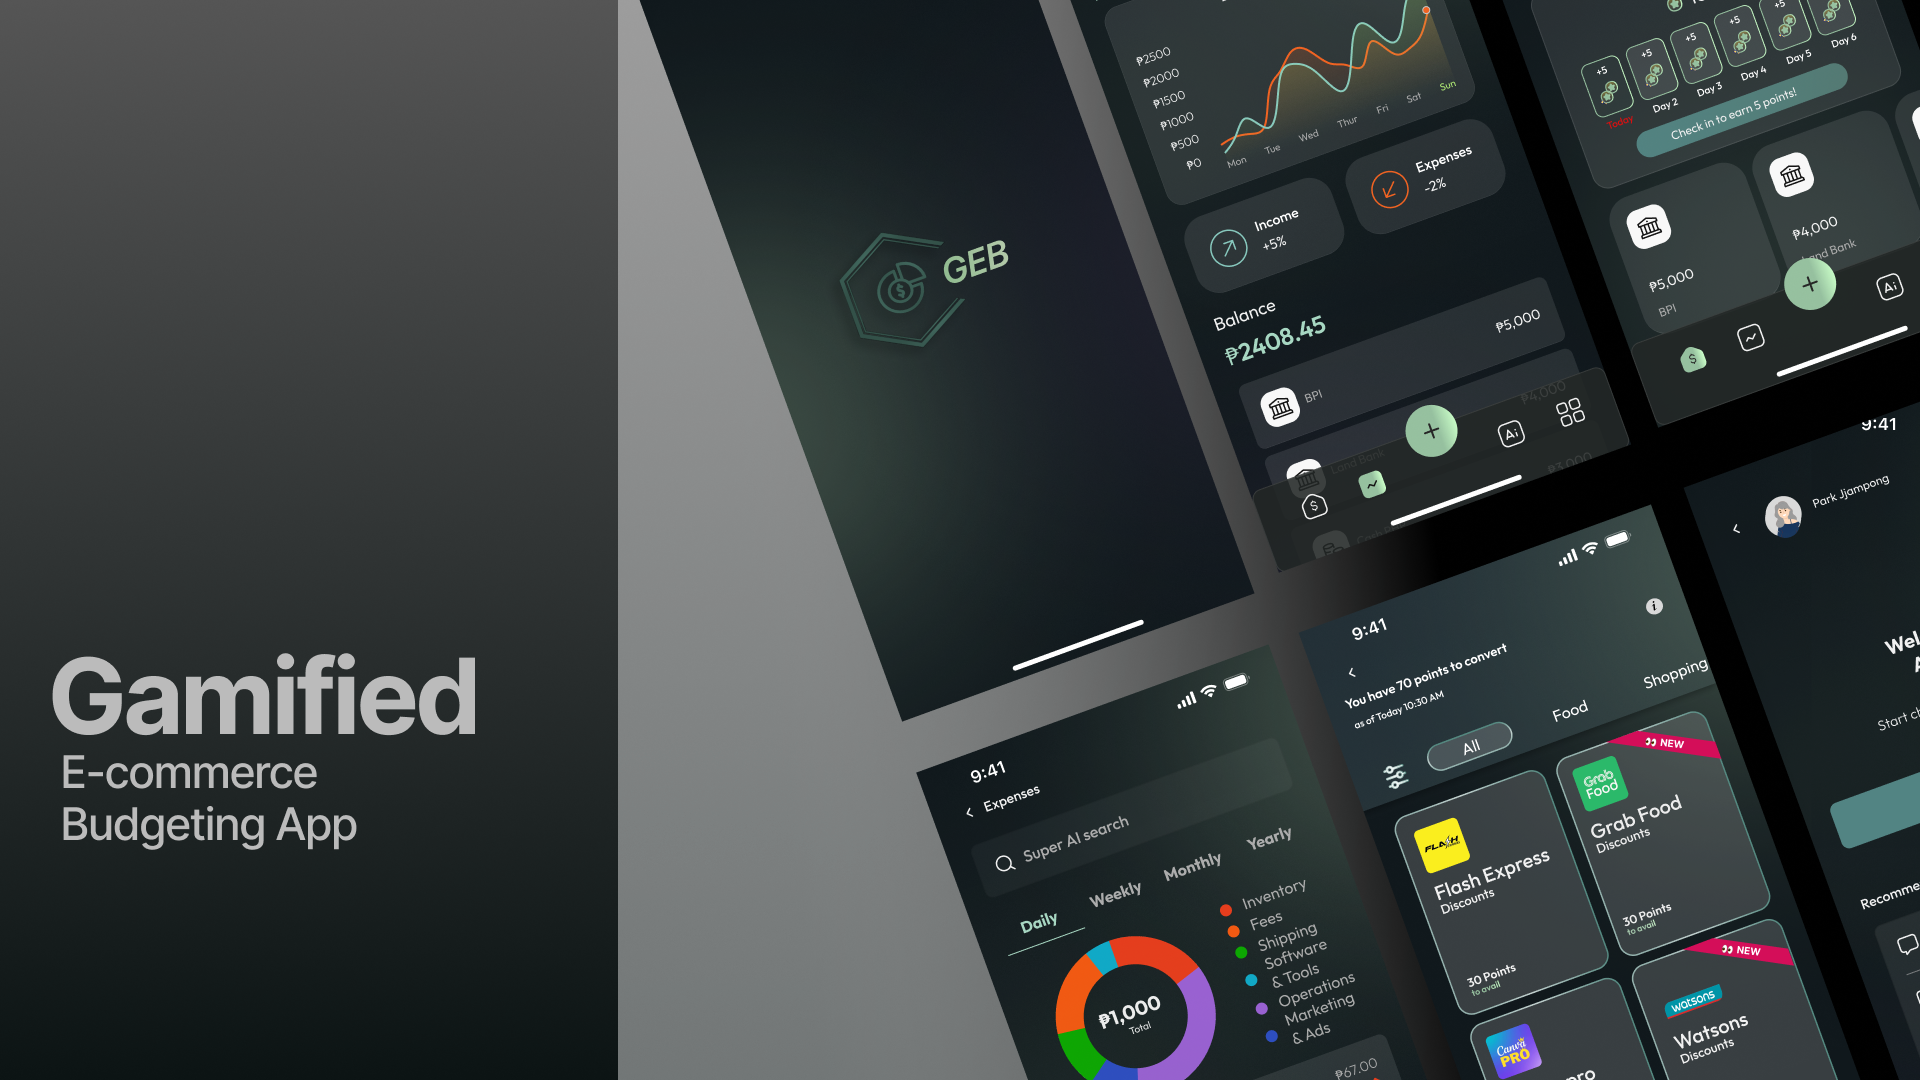 Gamified
E-commerce
Budgeting App
GEB
₱2500
₱2000
₱1500
₱1000
₱500
₱0
Mon
Tue
Wed
Thur
Fri
Sat
Sun
Income
+5%
Expenses
-2%
Balance
₱2408.45
BPI
₱5,000
Land Bank
₱4,000
₱3,000
Ai
+5
+5
+5
+5
+5
Today
Day 2
Day 3
Day 4
Day 5
Day 6
Check in to earn 5 points!
₱5,000
BPI
₱4,000
Land Bank
Ai
9:41
Expenses
Super AI search
Daily
Weekly
Monthly
Yearly
₱1,000
Total
Inventory
Fees
Shipping
Software
& Tools
Operations
Marketing
& Ads
₱67.00
9:41
You have 70 points to convert
as of Today 10:30 AM
All
Food
Shopping
FLASH
Flash Express
Discounts
30 Points
to avail
NEW
Grab
Food
Grab Food
Discounts
30 Points
to avail
Canva
PRO
NEW
watsons
Watsons
Discounts
9:41
Park Jjampong
Start